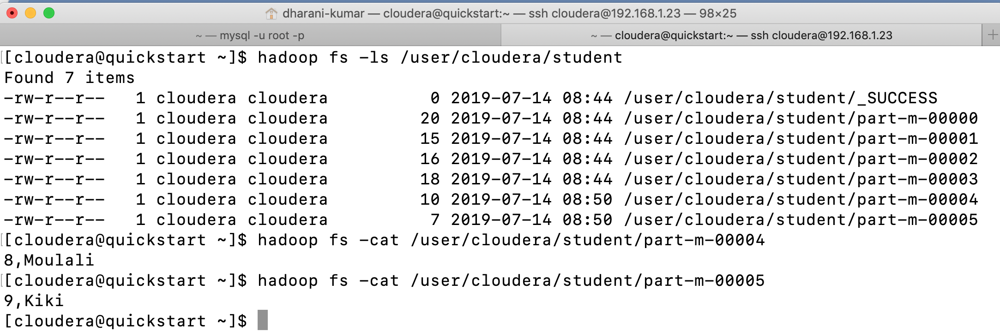 dharani-kumar — cloudera@quickstart:~ — ssh cloudera@192.168.1.23 — 98×25
~ — mysql -u root -p
~ — cloudera@quickstart:~ — ssh cloudera@192.168.1.23
[cloudera@quickstart ~]$ hadoop fs -ls /user/cloudera/student
Found 7 items
-rw-r--r--   1 cloudera cloudera          0 2019-07-14 08:44 /user/cloudera/student/_SUCCESS
-rw-r--r--   1 cloudera cloudera         20 2019-07-14 08:44 /user/cloudera/student/part-m-00000
-rw-r--r--   1 cloudera cloudera         15 2019-07-14 08:44 /user/cloudera/student/part-m-00001
-rw-r--r--   1 cloudera cloudera         16 2019-07-14 08:44 /user/cloudera/student/part-m-00002
-rw-r--r--   1 cloudera cloudera         18 2019-07-14 08:44 /user/cloudera/student/part-m-00003
-rw-r--r--   1 cloudera cloudera         10 2019-07-14 08:50 /user/cloudera/student/part-m-00004
-rw-r--r--   1 cloudera cloudera          7 2019-07-14 08:50 /user/cloudera/student/part-m-00005
[cloudera@quickstart ~]$ hadoop fs -cat /user/cloudera/student/part-m-00004
8,Moulali
[cloudera@quickstart ~]$ hadoop fs -cat /user/cloudera/student/part-m-00005
9,Kiki
[cloudera@quickstart ~]$